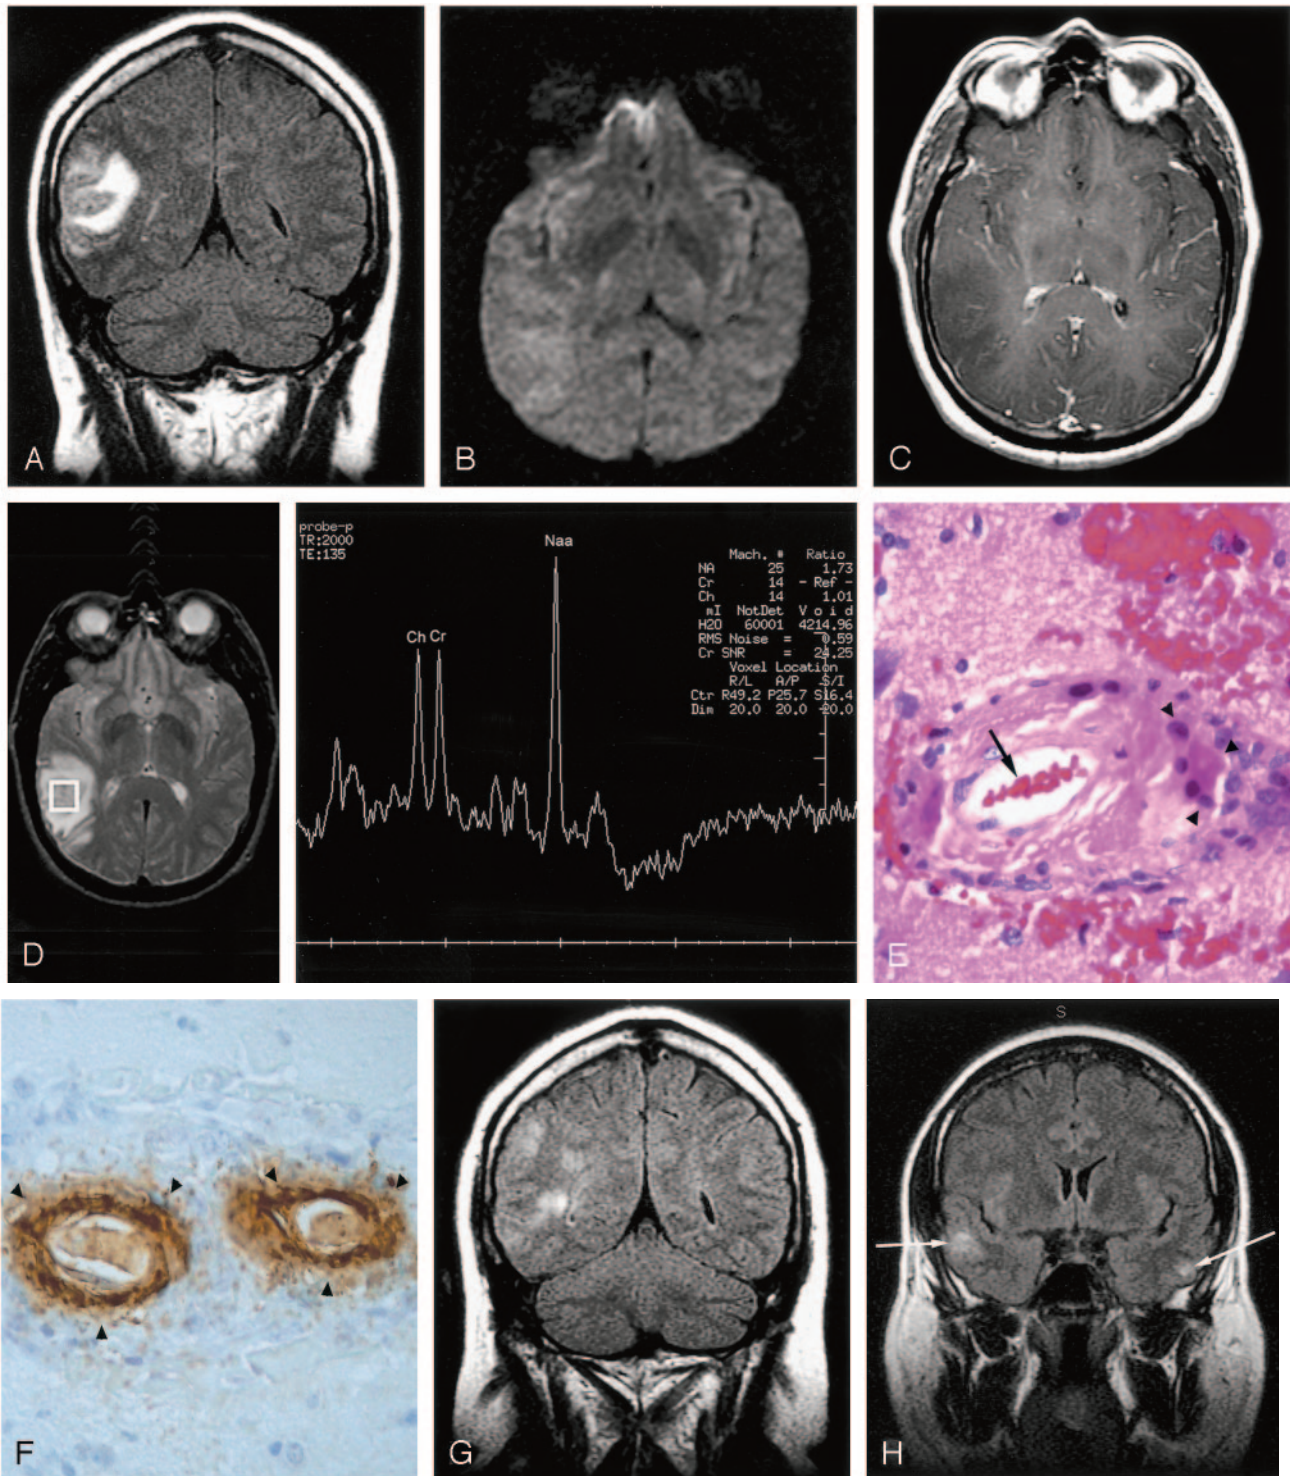 A
B
C
D
probe-p
TR:2000
TE:135
Naa
Ch Cr
Mach. # Ratio
NA 25 1.73
Cr 14 - Ref -
Ch 14 1.01
mI NotDet Void
H2O 60001 4214.96
RMS Noise = 0.59
Cr SNR = 24.25
Voxel Location
R/L A/P S/I
Ctr R49.2 P25.7 S16.4
Dim 20.0 20.0 20.0
E
F
G
S
H